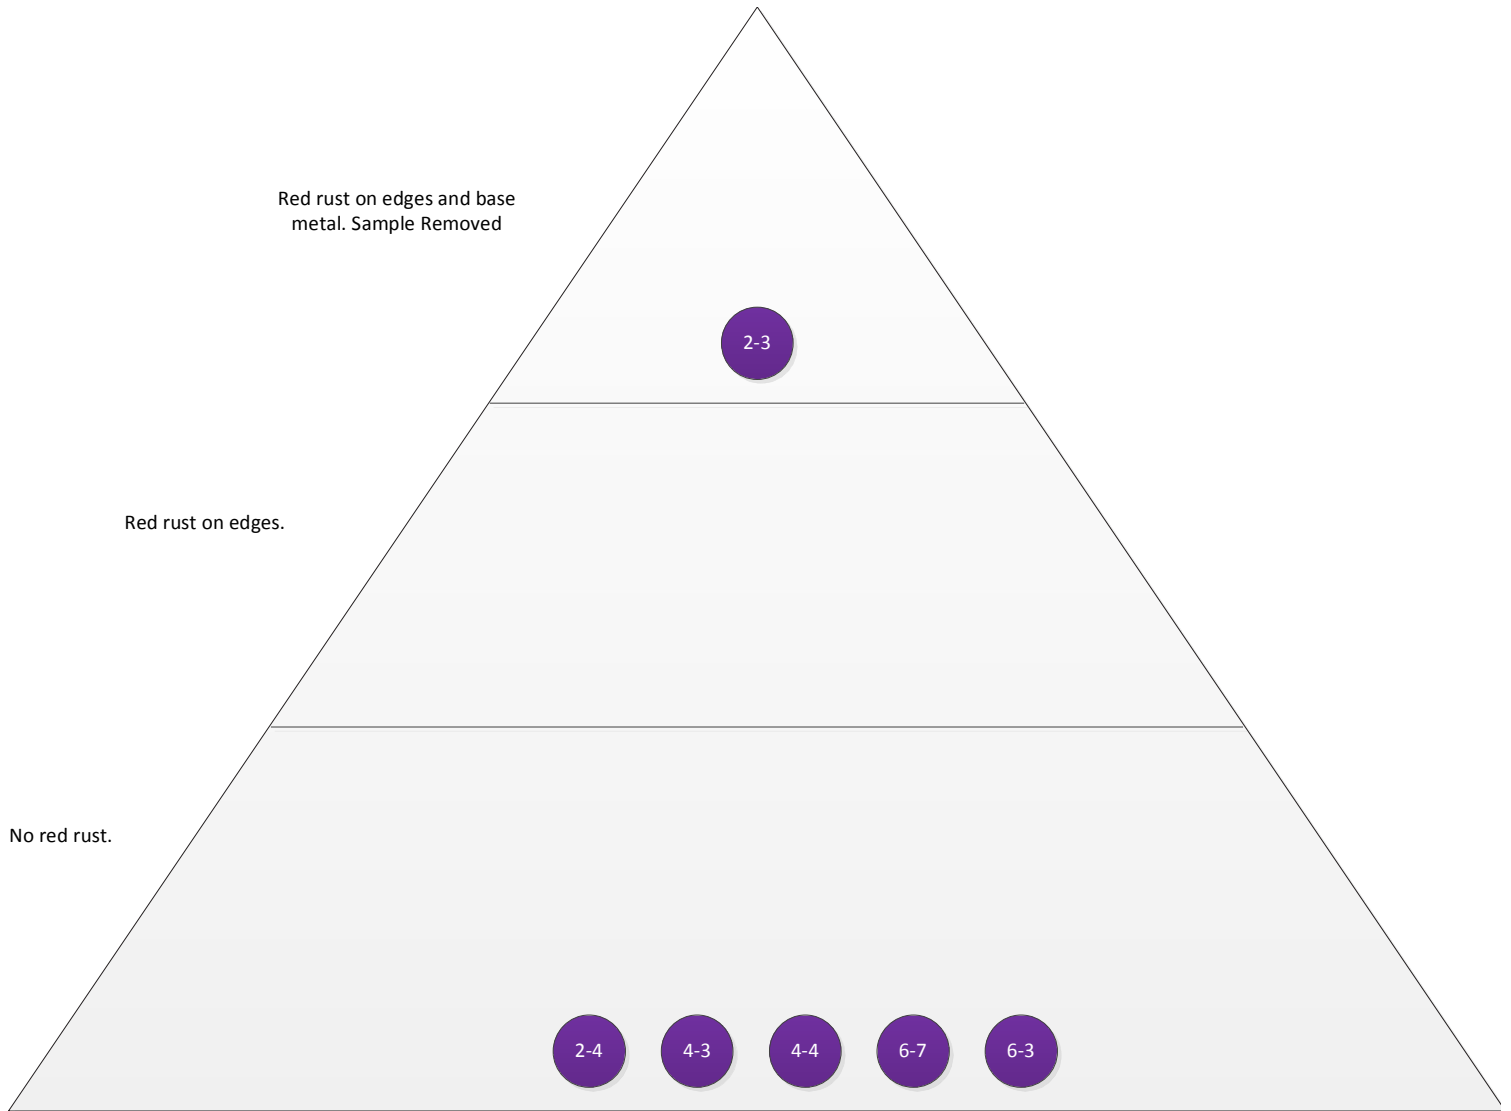 Red rust on edges and base
metal. Sample Removed
2-3
Red rust on edges.
No red rust.
2-4 4-3 4-4 6-7 6-3